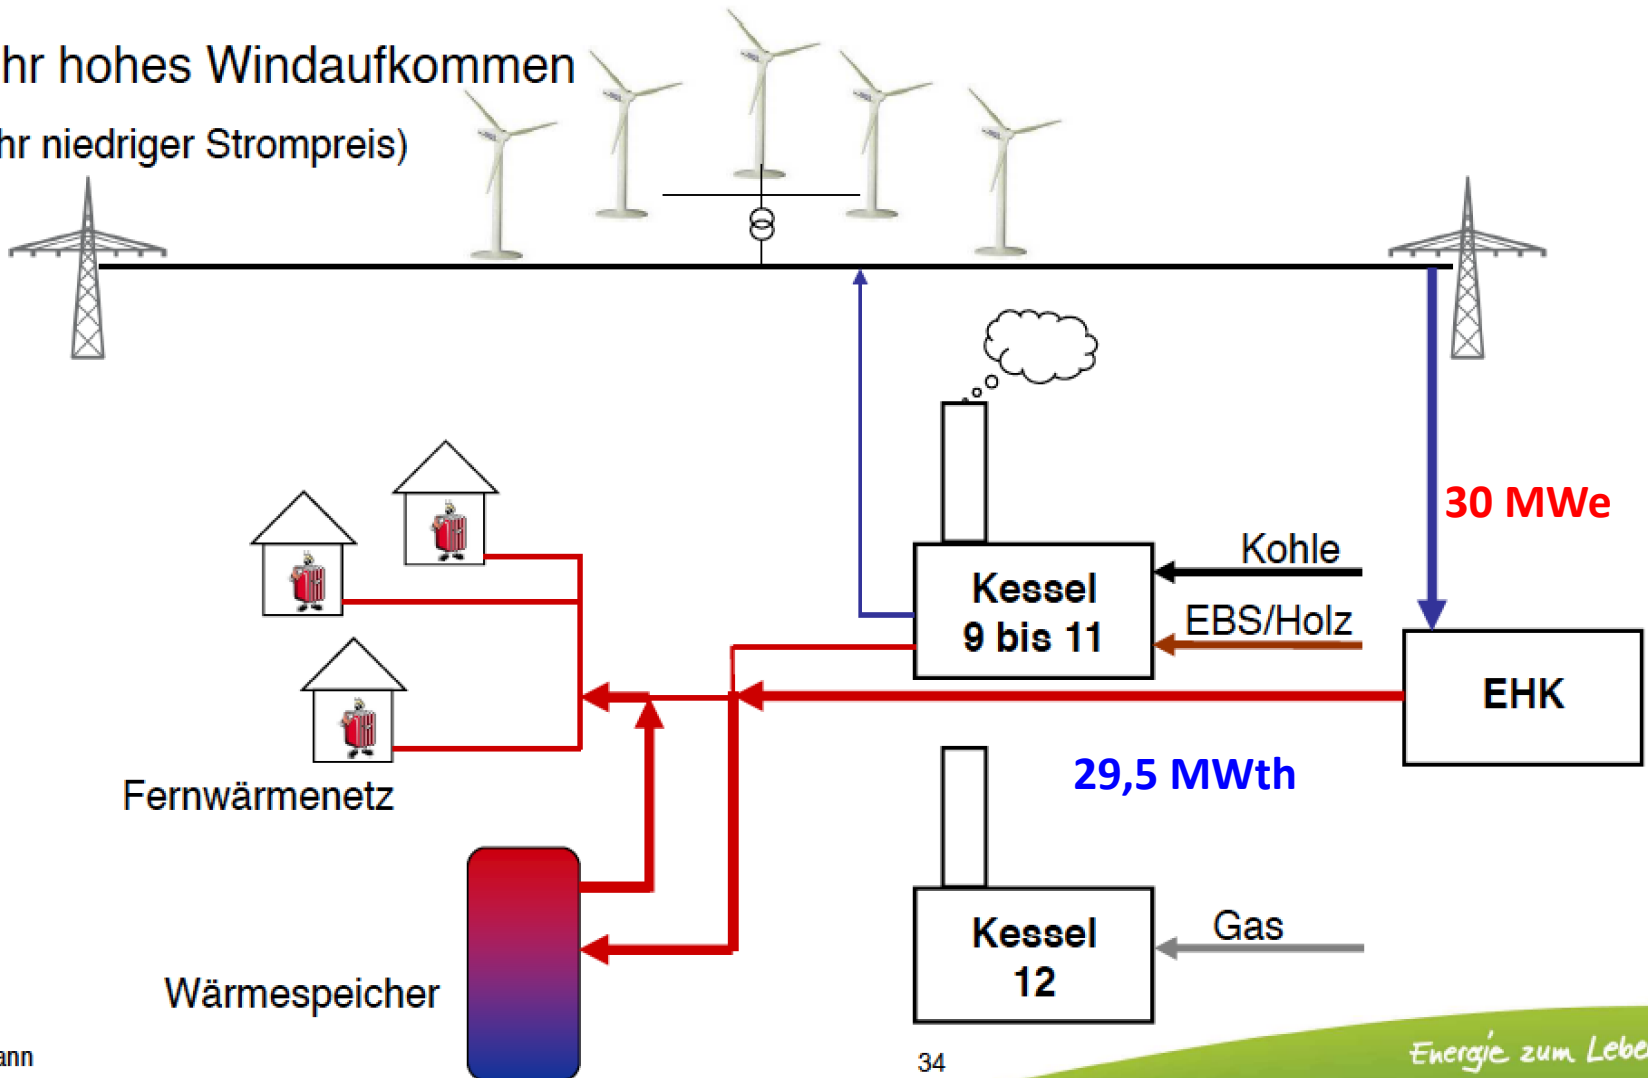 hr hohes Windaufkommen
hr niedriger Strompreis)
30 MWe
Kohle
Kessel
9 bis 11
EBS/Holz
EHK
29,5 MWth
Fernwärmenetz
Gas
Kessel
12
Wärmespeicher
ann
34
Energie zum Lebe